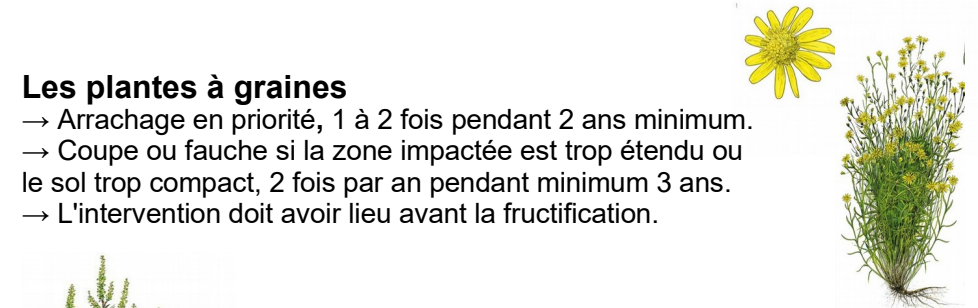 Les plantes à graines
→ Arrachage en priorité, 1 à 2 fois pendant 2 ans minimum.
→ Coupe ou fauche si la zone impactée est trop étendu ou
le sol trop compact, 2 fois par an pendant minimum 3 ans.
→ L'intervention doit avoir lieu avant la fructification.